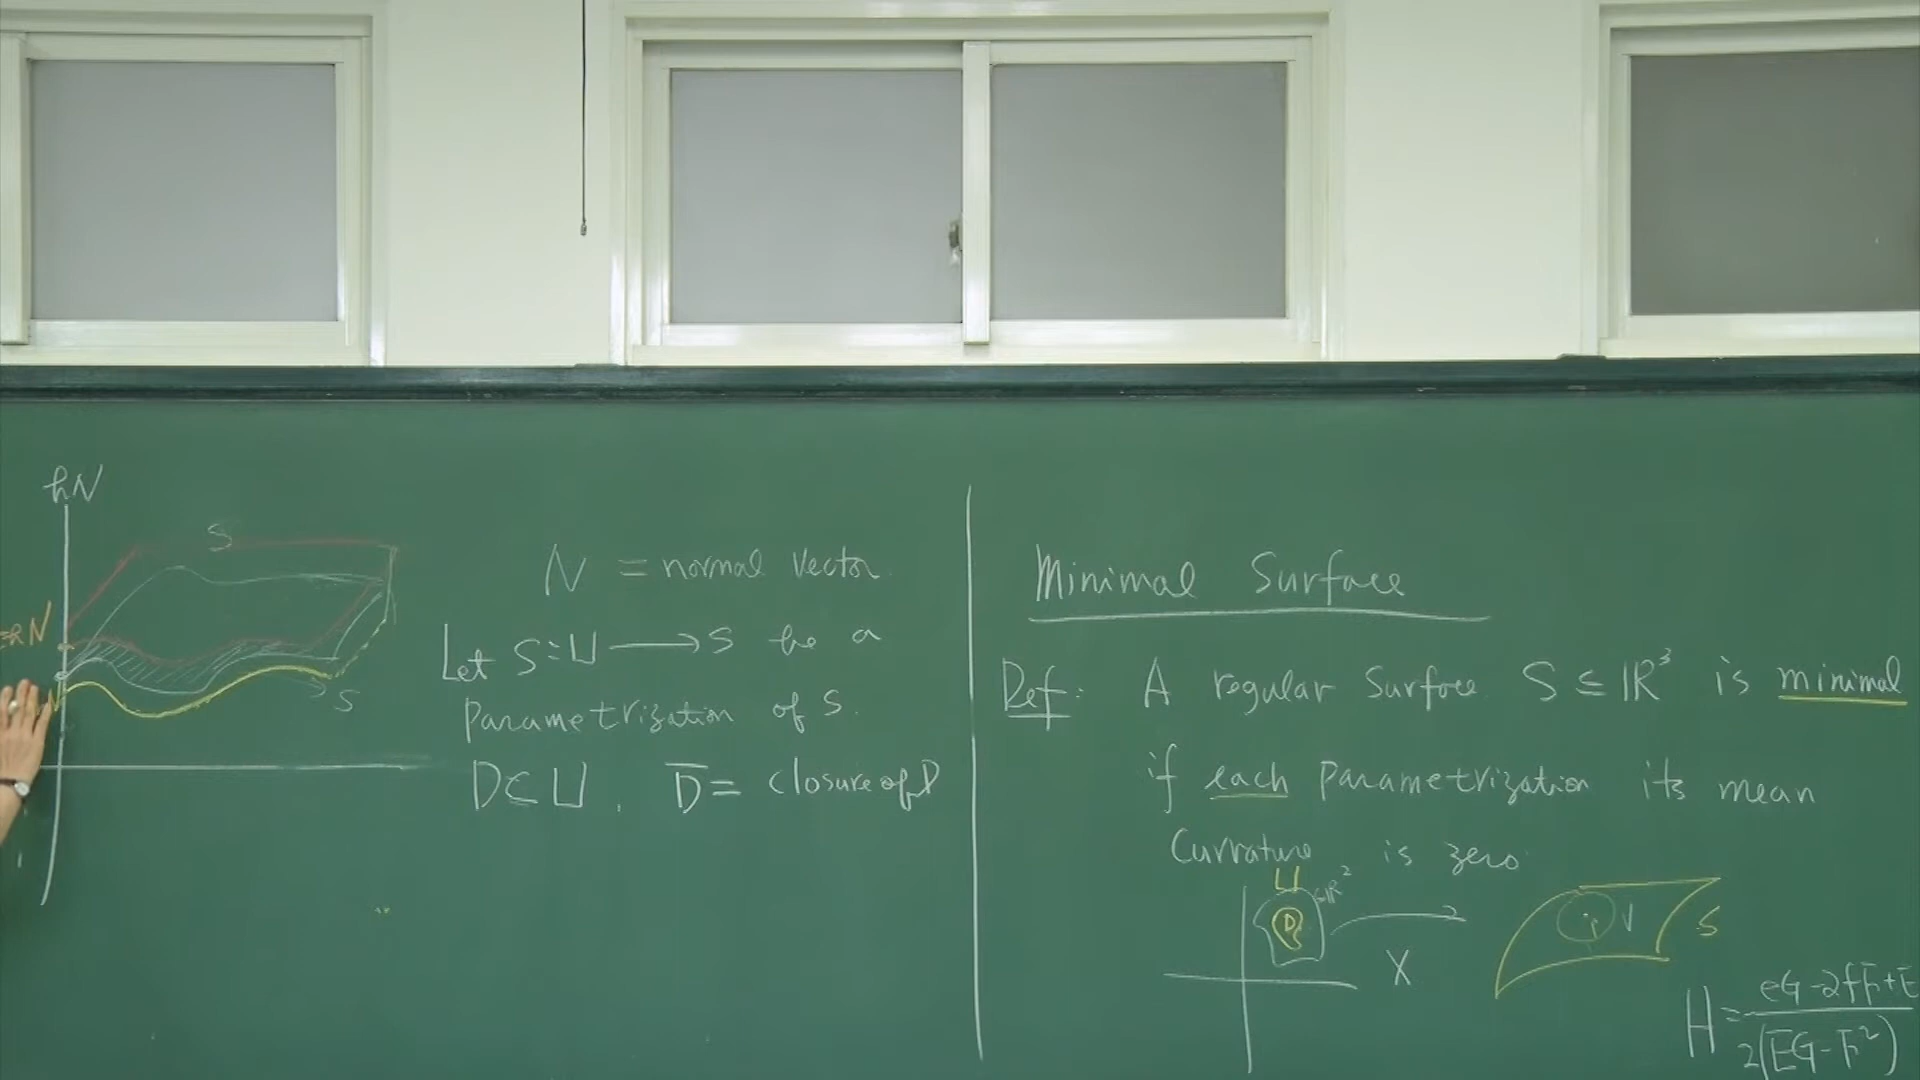 hN
S
N = normal vector
Let S:U → S be a
parametrization of S.
D⊂U, D̄ = closure of D
S
Minimal Surface
Def: A regular surface S ⊆ ℝ³ is minimal
if each parametrization its mean
curvature is zero
U
⊆ℝ²
D
X
V
S
H = eG-2fF+E / 2(EG-F²)